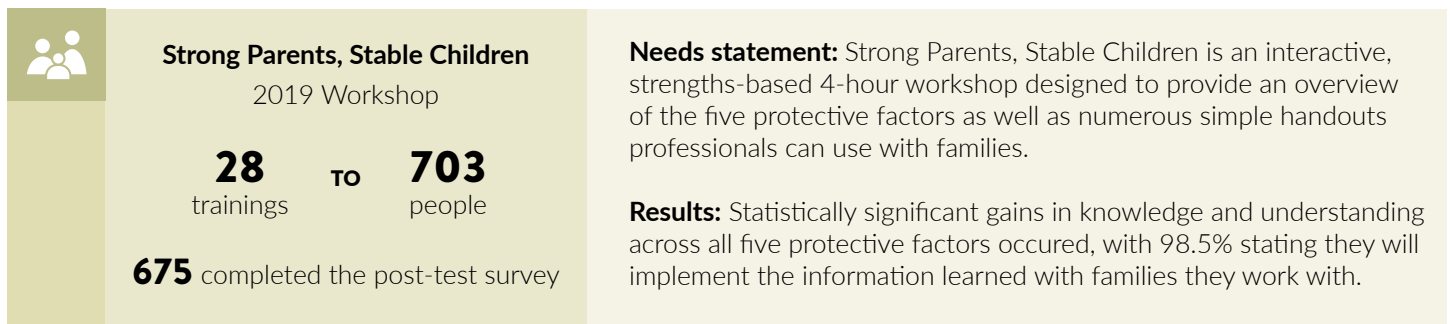 Strong Parents, Stable Children
2019 Workshop
28 TO 703
trainings people
675 completed the post-test survey
Needs statement: Strong Parents, Stable Children is an interactive,
strengths-based 4-hour workshop designed to provide an overview
of the five protective factors as well as numerous simple handouts
professionals can use with families.
Results: Statistically significant gains in knowledge and understanding
across all five protective factors occured, with 98.5% stating they will
implement the information learned with families they work with.